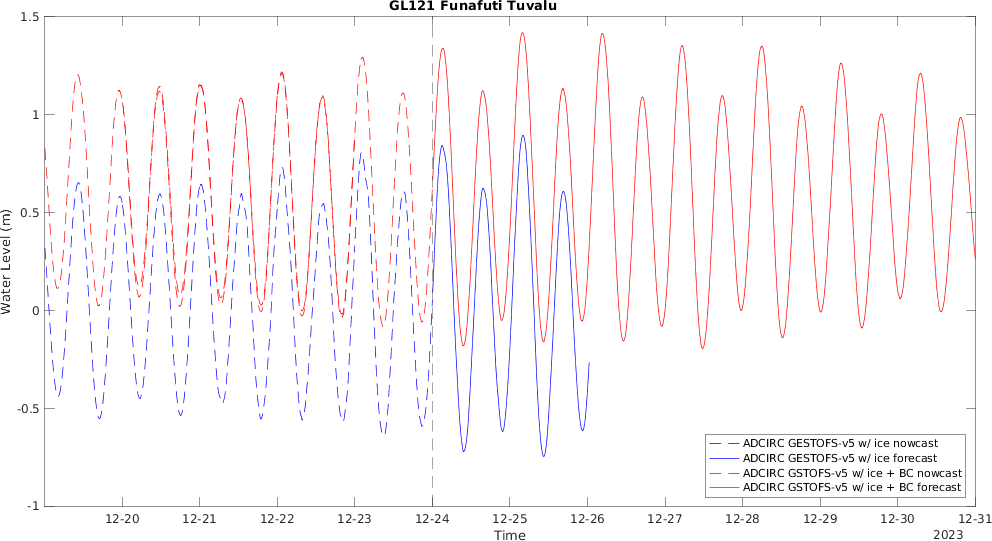 GL121 Funafuti Tuvalu
1.5
1
0.5
0
-0.5
-1
Water Level (m)
12-20
12-21
12-22
12-23
12-24
12-25
12-26
12-27
12-28
12-29
12-30
12-31
Time
2023
ADCIRC GESTOFS-v5 w/ ice nowcast
ADCIRC GESTOFS-v5 w/ ice forecast
ADCIRC GSTOFS-v5 w/ ice + BC nowcast
ADCIRC GSTOFS-v5 w/ ice + BC forecast